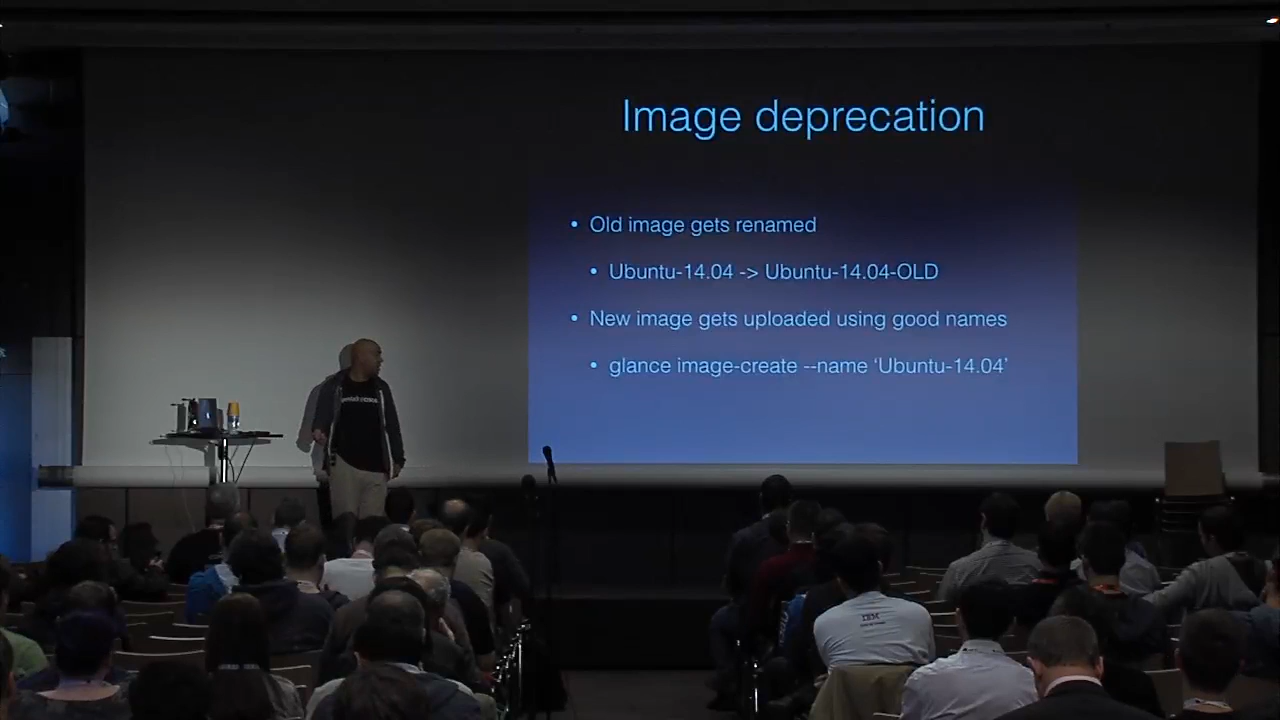 Image deprecation
• Old image gets renamed
• Ubuntu-14.04 -> Ubuntu-14.04-OLD
• New image gets uploaded using good names
• glance image-create --name ‘Ubuntu-14.04’
IBM